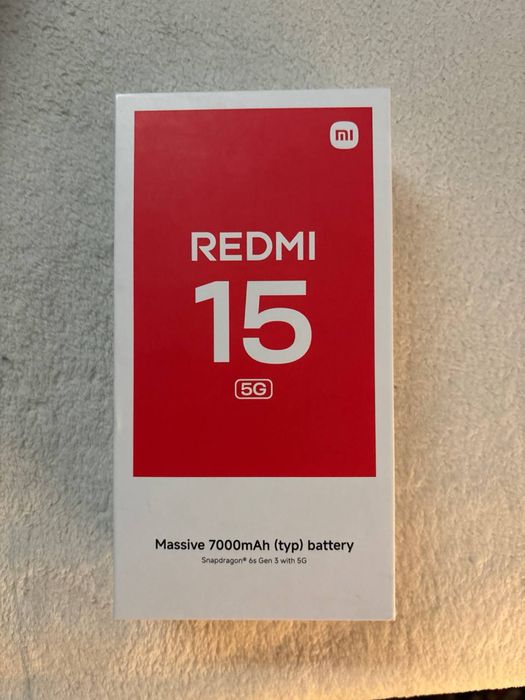 mi
REDMI
15
5G
Massive 7000mAh (typ) battery
Snapdragon® 6s Gen 3 with 5G